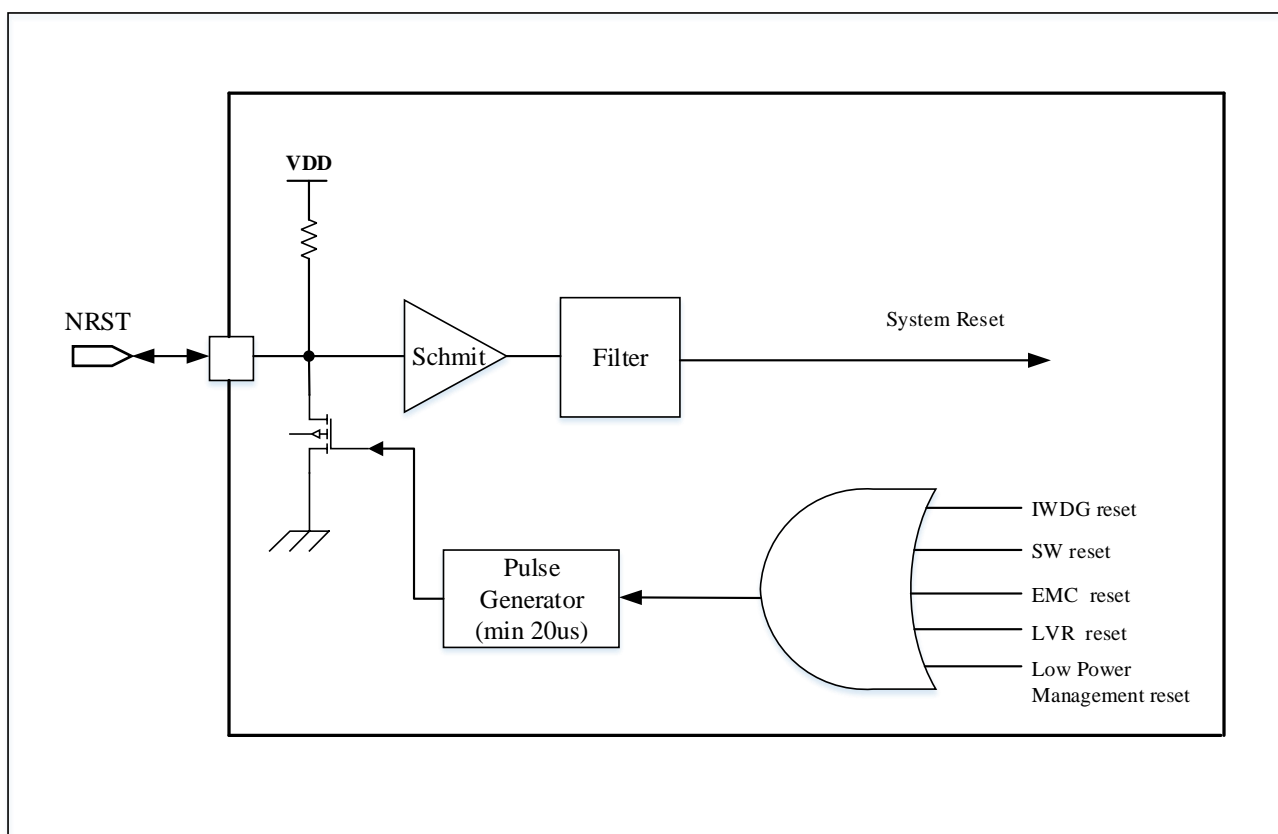 VDD
NRST
Schmit
Filter
System Reset
Pulse
Generator
(min 20us)
IWDG reset
SW reset
EMC reset
LVR reset
Low Power
Management reset